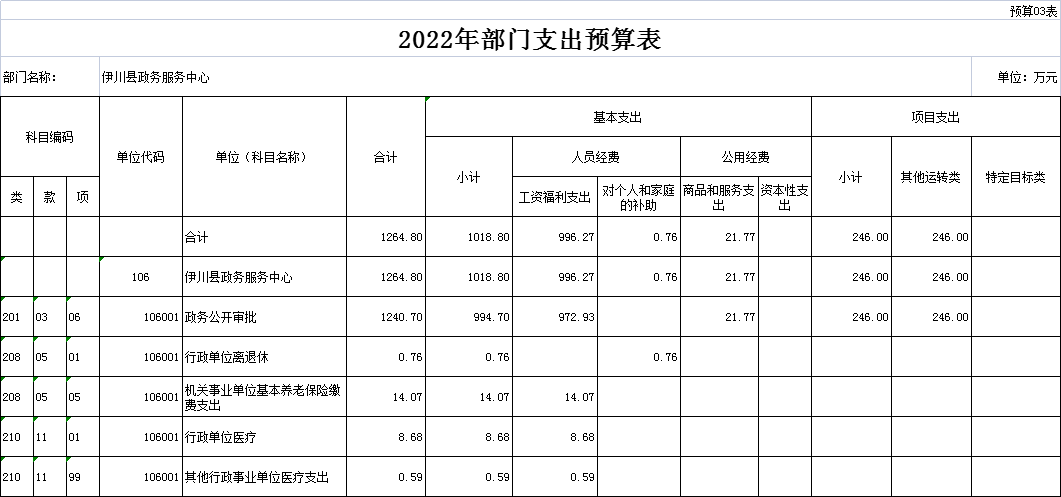 预算03表
2022年部门支出预算表
部门名称： 伊川县政务服务中心 单位：万元
科目编码 单位代码 单位（科目名称） 合计 基本支出 项目支出
小计 人员经费 公用经费 小计 其他运转类 特定目标类
类 款 项 工资福利支出 对个人和家庭的补助 商品和服务支出 资本性支出
合计 1264.80 1018.80 996.27 0.76 21.77 246.00 246.00
106 伊川县政务服务中心 1264.80 1018.80 996.27 0.76 21.77 246.00 246.00
201 03 06 106001 政务公开审批 1240.70 994.70 972.93 21.77 246.00 246.00
208 05 01 106001 行政单位离退休 0.76 0.76 0.76
208 05 05 106001 机关事业单位基本养老保险缴费支出 14.07 14.07 14.07
210 11 01 106001 行政单位医疗 8.68 8.68 8.68
210 11 99 106001 其他行政事业单位医疗支出 0.59 0.59 0.59